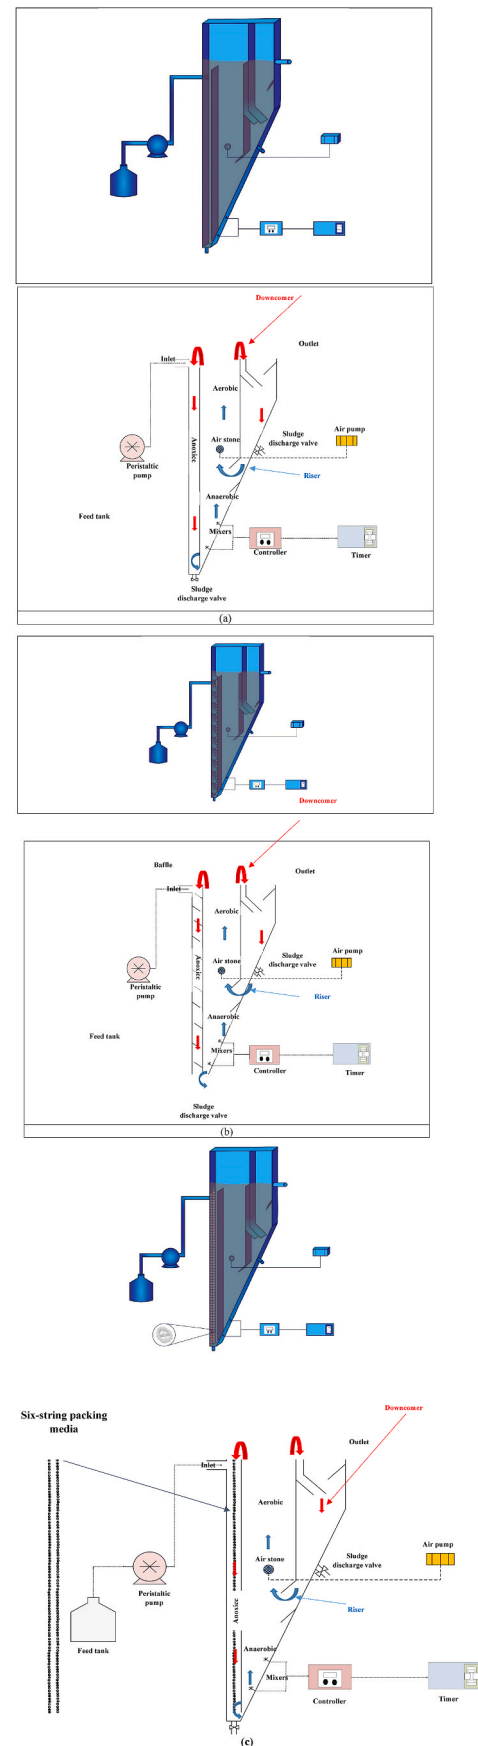 Downcomer
Outlet
Inlet
Aerobic
Air stone
Sludge
discharge valve
Air pump
Peristaltic
pump
Anoxicc
Riser
Anaerobic
Feed tank
Mixers
Controller
Timer
Sludge
discharge valve
(a)
Downcomer
Baffle
Outlet
Inlet
Aerobic
Air stone
Sludge
discharge valve
Air pump
Peristaltic
pump
Anoxicc
Riser
Anaerobic
Feed tank
Mixers
Controller
Timer
Sludge
discharge valve
(b)
Six-string packing
media
Downcomer
Outlet
Inlet
Aerobic
Air stone
Sludge
discharge valve
Air pump
Peristaltic
pump
Anoxicc
Riser
Feed tank
Anaerobic
Mixers
Controller
Timer
(c)